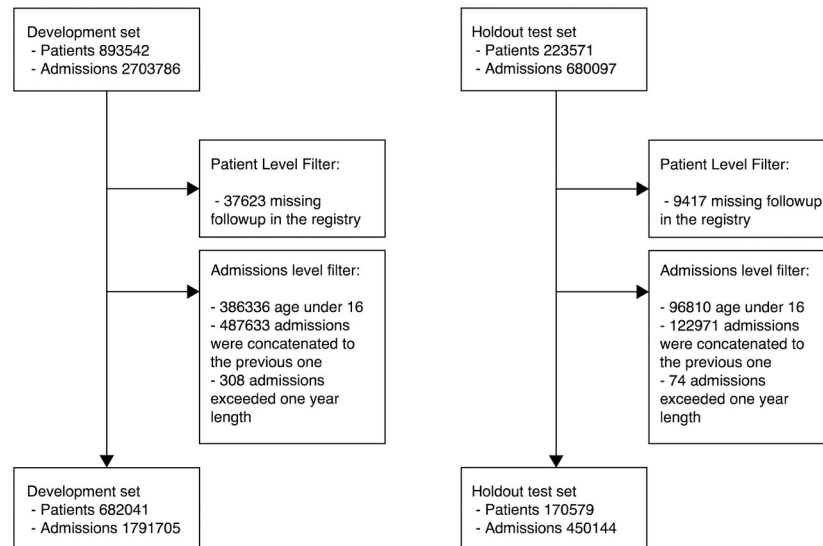 Development set
- Patients 893542
- Admissions 2703786
Patient Level Filter:
- 37623 missing
followup in the registry
Admissions level filter:
- 386336 age under 16
- 487633 admissions
were concatenated to
the previous one
- 308 admissions
exceeded one year
length
Development set
- Patients 682041
- Admissions 1791705
Holdout test set
- Patients 223571
- Admissions 680097
Patient Level Filter:
- 9417 missing followup
in the registry
Admissions level filter:
- 96810 age under 16
- 122971 admissions
were concatenated to
the previous one
- 74 admissions
exceeded one year
length
Holdout test set
- Patients 170579
- Admissions 450144